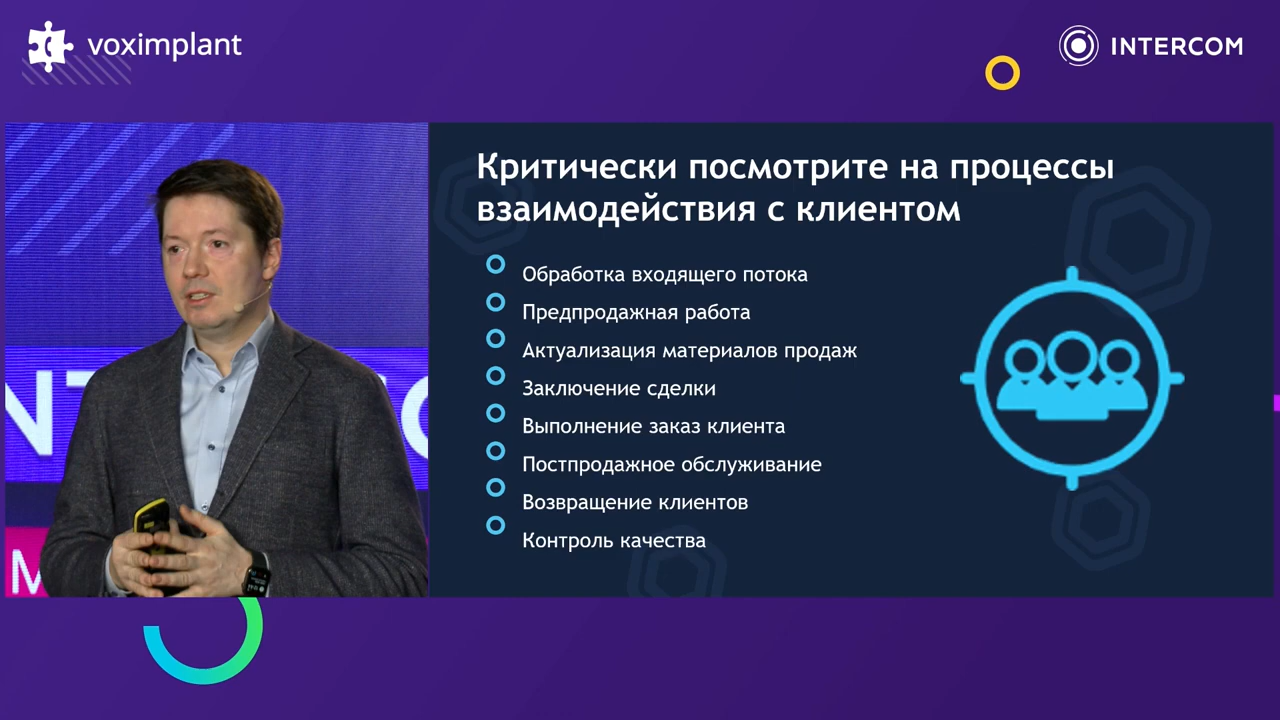 voximplant
INTERCOM
Критически посмотрите на процессы
взаимодействия с клиентом
Обработка входящего потока
Предпродажная работа
Актуализация материалов продаж
Заключение сделки
Выполнение заказ клиента
Постпродажное обслуживание
Возвращение клиентов
Контроль качества